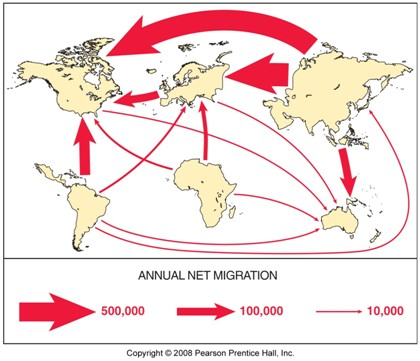 ANNUAL NET MIGRATION
500,000 100,000 10,000
Copyright © 2008 Pearson Prentice Hall, Inc.